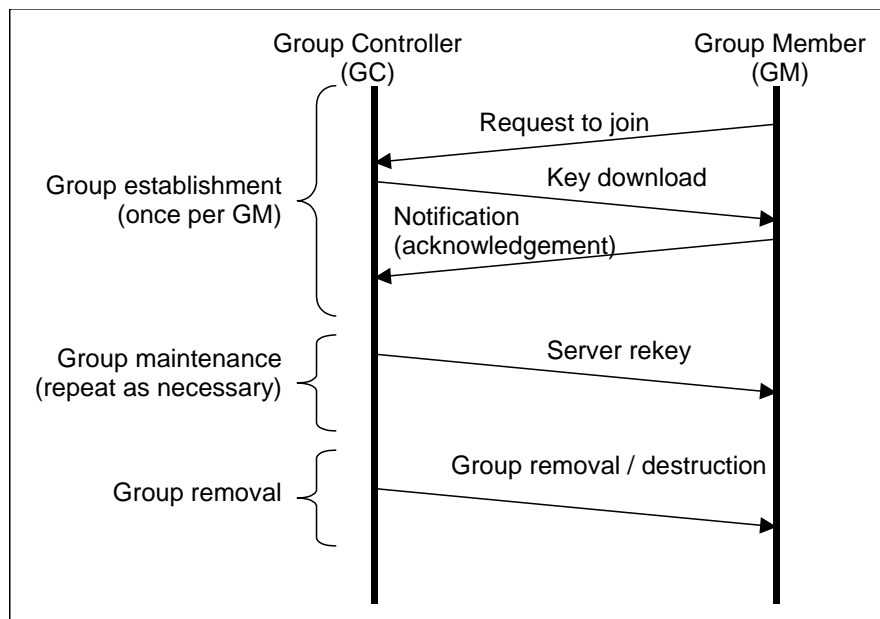 Group Controller
(GC)
Group Member
(GM)
Request to join
Group establishment
(once per GM)
Key download
Notification
(acknowledgement)
Group maintenance
(repeat as necessary)
Server rekey
Group removal / destruction
Group removal